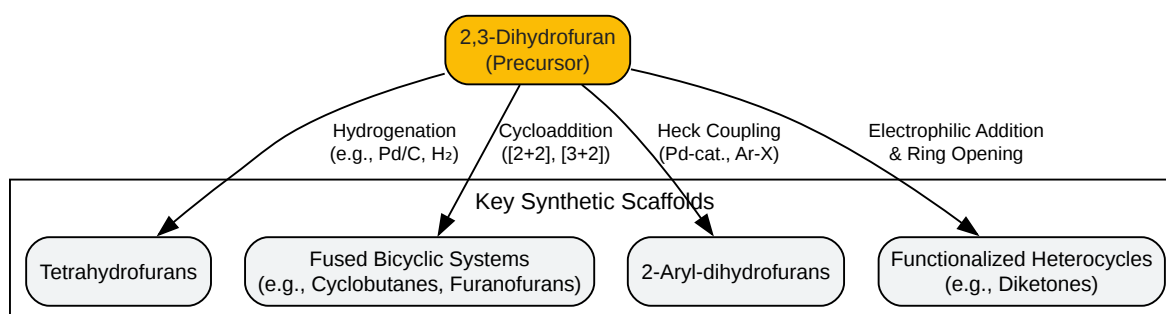 2,3-Dihydrofuran
(Precursor)
Hydrogenation
(e.g., Pd/C, H₂)
Cycloaddition
([2+2], [3+2])
Heck Coupling
(Pd-cat., Ar-X)
Electrophilic Addition
& Ring Opening
Key Synthetic Scaffolds
Tetrahydrofurans
Fused Bicyclic Systems
(e.g., Cyclobutanes, Furanofurans)
2-Aryl-dihydrofurans
Functionalized Heterocycles
(e.g., Diketones)